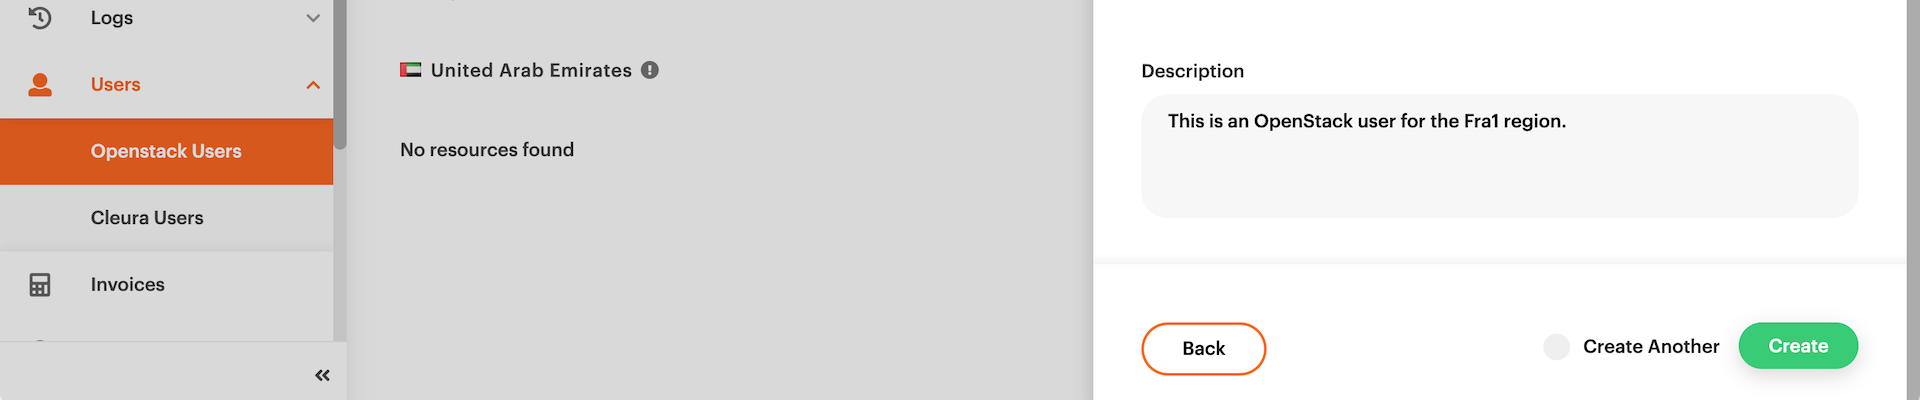 Logs
Users
Openstack Users
Cleura Users
Invoices
United Arab Emirates
No resources found
Description
This is an OpenStack user for the Fra1 region.
Back
Create Another
Create